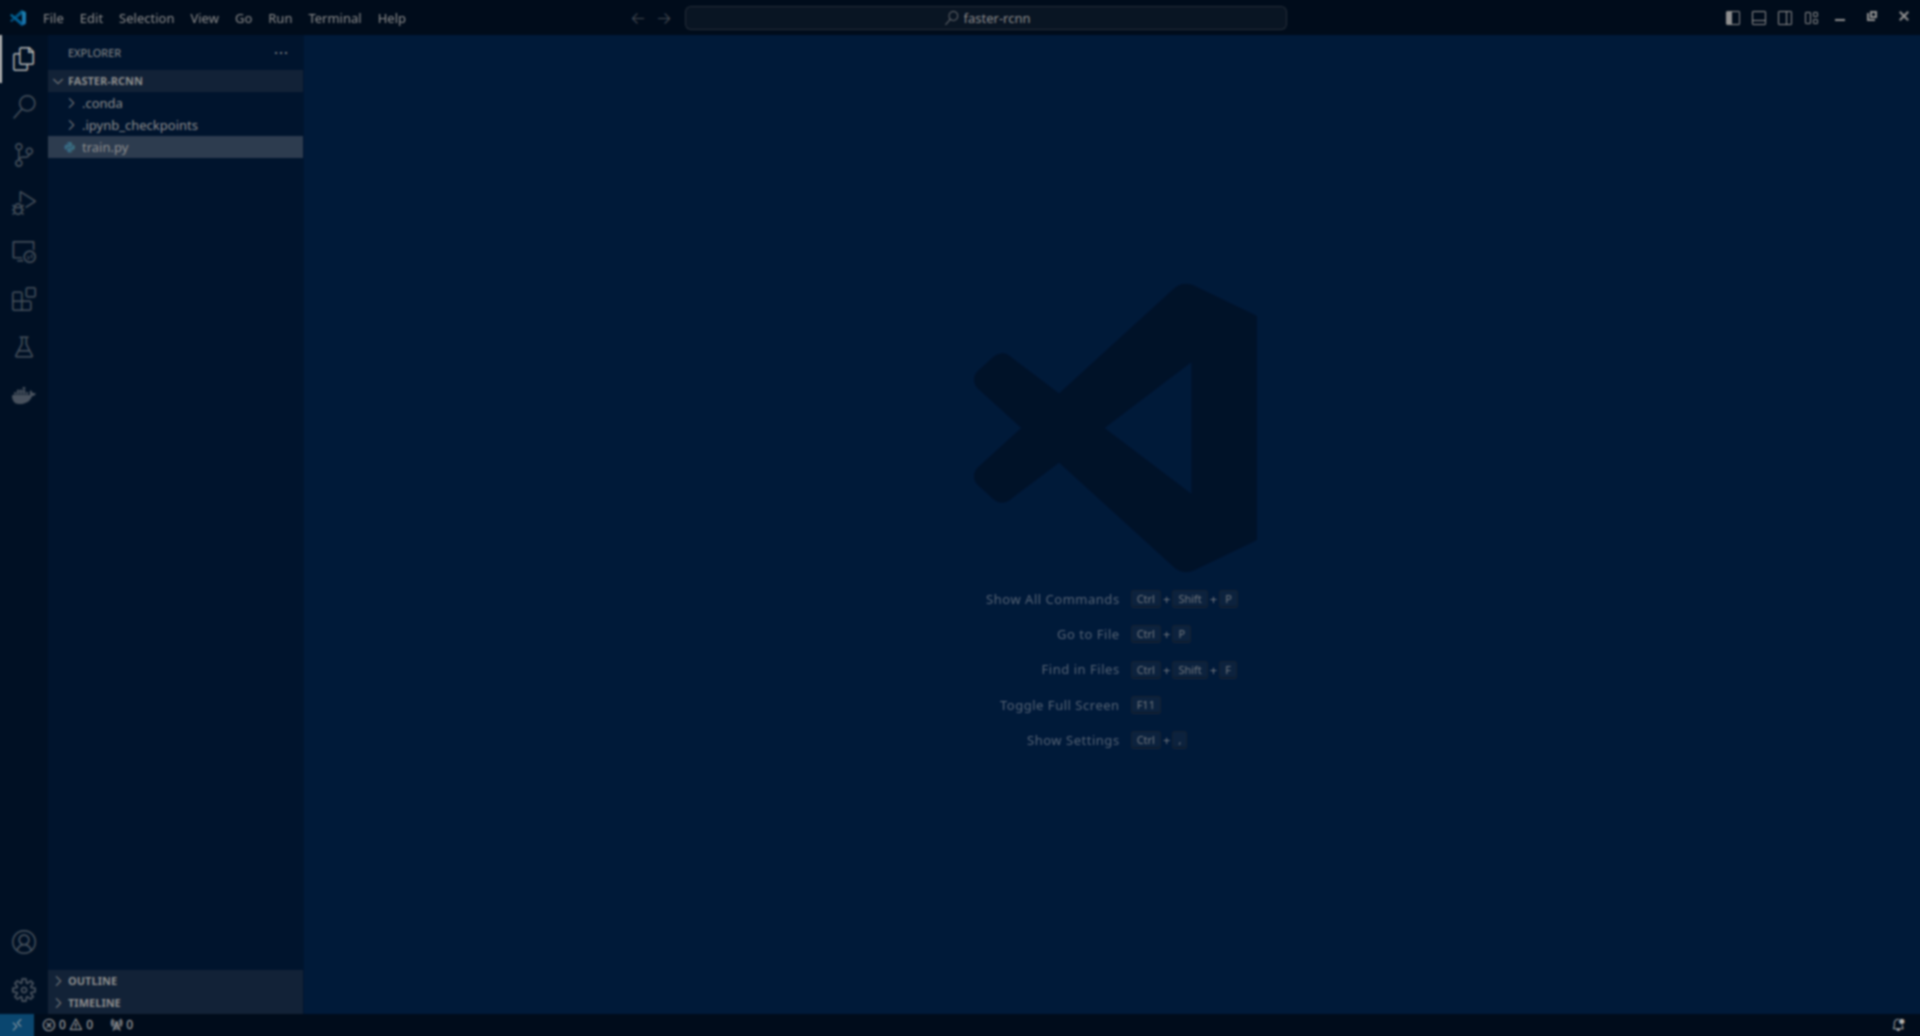 File Edit Selection View Go Run Terminal Help faster-rcnn
EXPLORER
FASTER-RCNN
.conda
.ipynb_checkpoints
train.py
Show All Commands Ctrl + Shift + P
Go to File Ctrl + P
Find in Files Ctrl + Shift + F
Toggle Full Screen F11
Show Settings Ctrl + ,
OUTLINE
TIMELINE
0 0 0